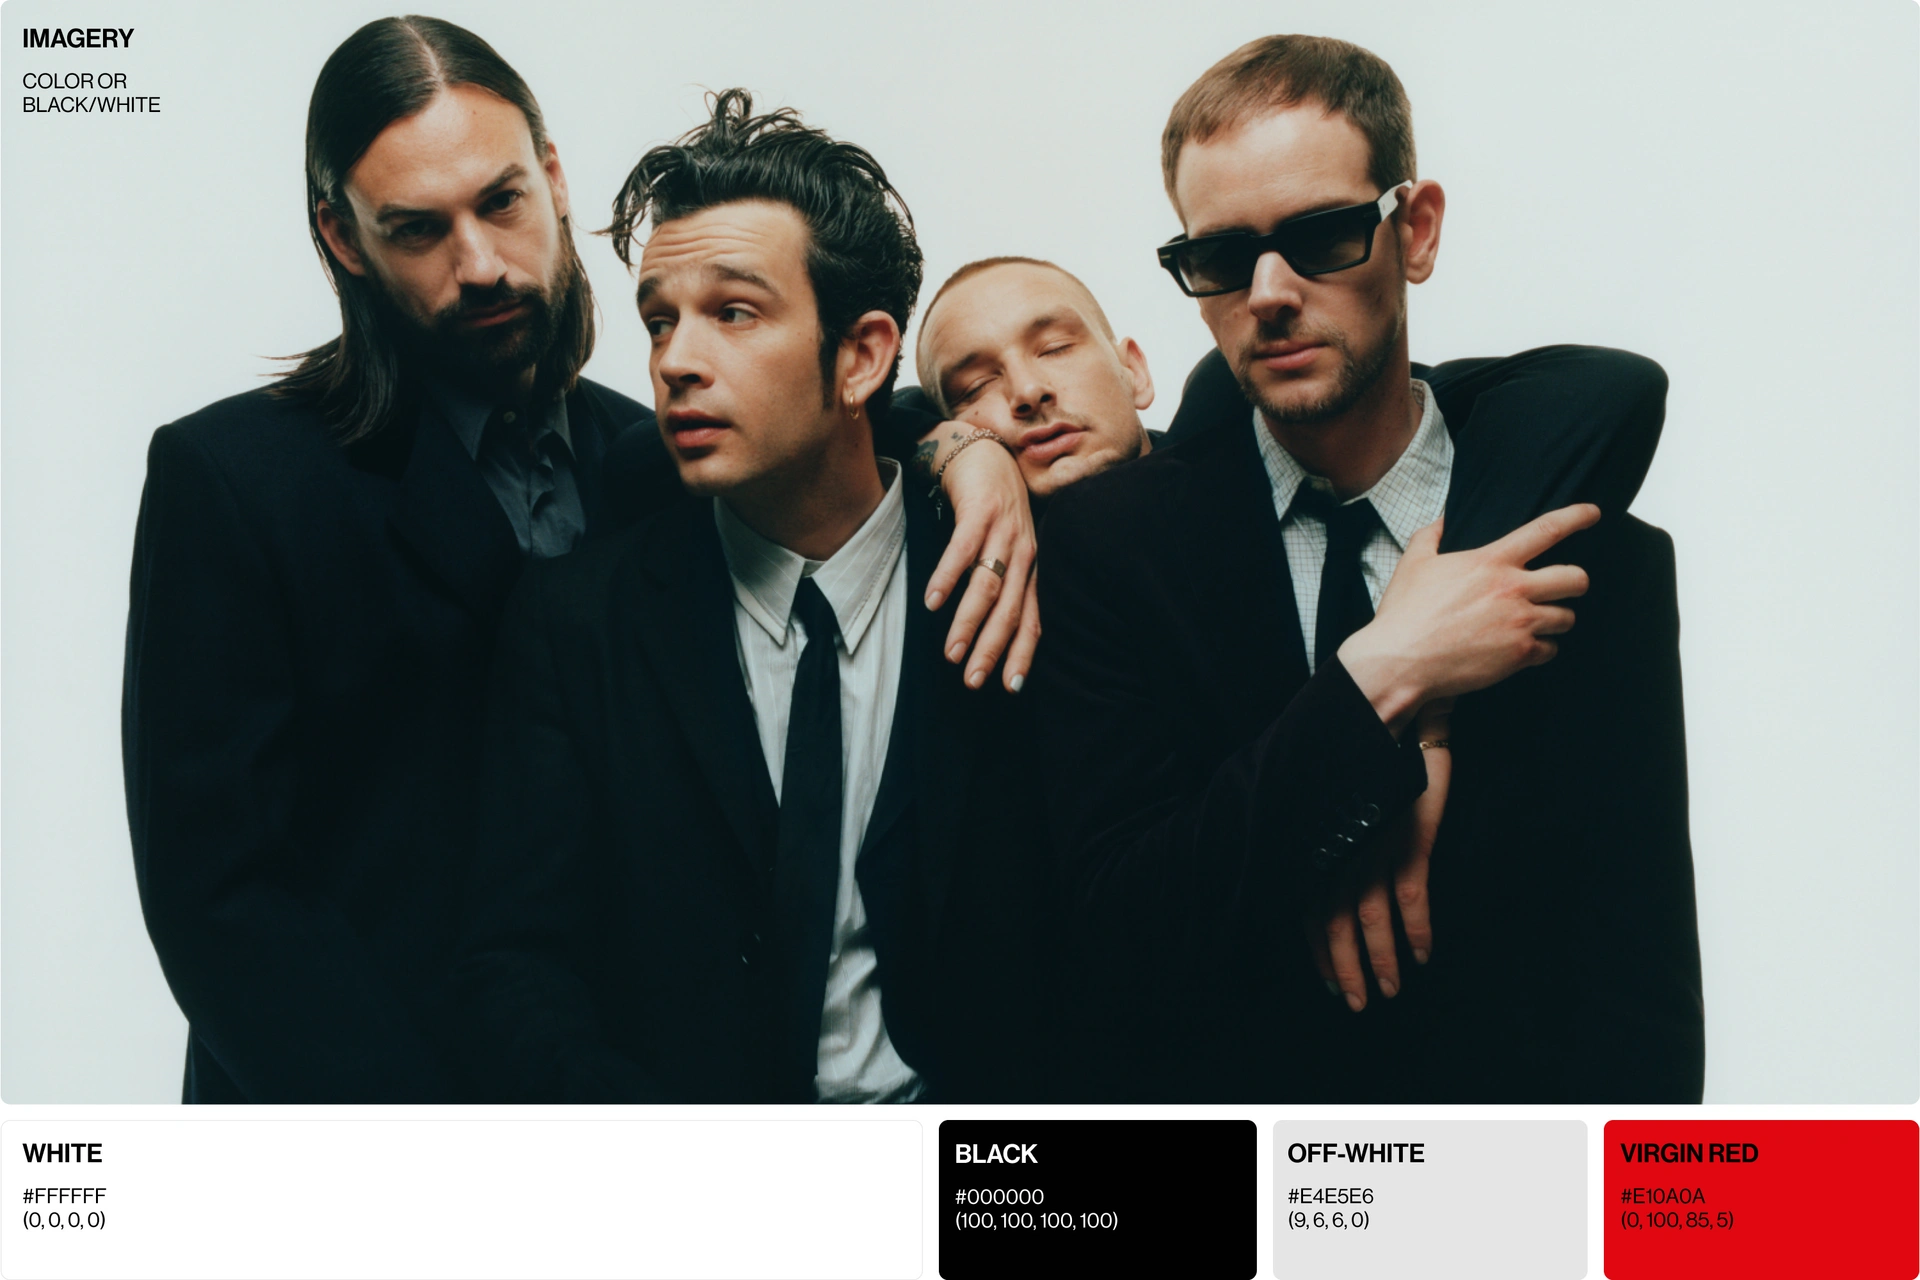 IMAGERY
COLOR OR
BLACK/WHITE
WHITE
#FFFFFF
(0, 0, 0, 0)
BLACK
#000000
(100, 100, 100, 100)
OFF-WHITE
#E4E5E6
(9, 6, 6, 0)
VIRGIN RED
#E10A0A
(0, 100, 85, 5)